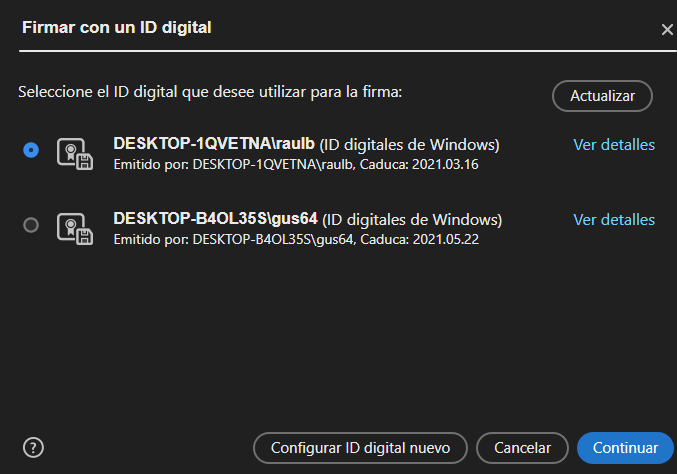 Firmar con un ID digital
Seleccione el ID digital que desee utilizar para la firma:
Actualizar
DESKTOP-1QVETNA\raulb (ID digitales de Windows)
Ver detalles
Emitido por: DESKTOP-1QVETNA\raulb, Caduca: 2021.03.16
DESKTOP-B4OL35S\gus64 (ID digitales de Windows)
Ver detalles
Emitido por: DESKTOP-B4OL35S\gus64, Caduca: 2021.05.22
?
Configurar ID digital nuevo
Cancelar
Continuar